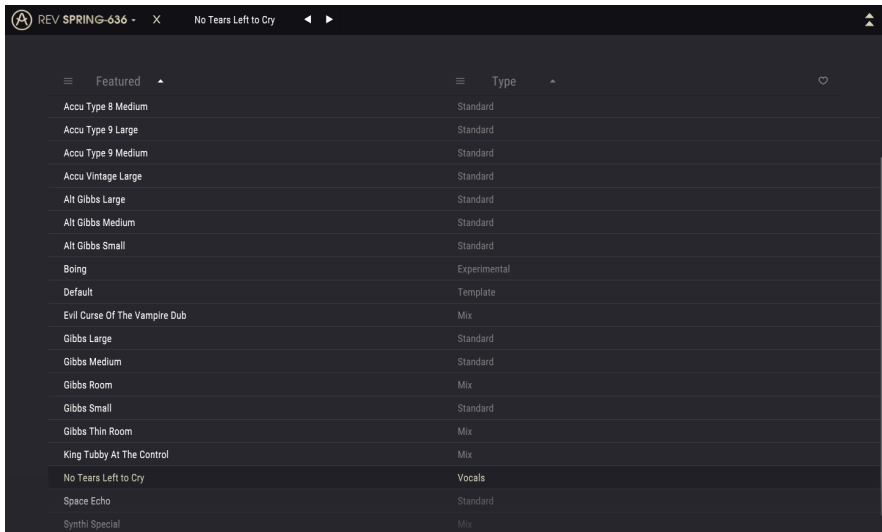 REV SPRING-636 X No Tears Left to Cry
Featured Type
Accu Type 8 Medium Standard
Accu Type 9 Large Standard
Accu Type 9 Medium Standard
Accu Vintage Large Standard
Alt Gibbs Large Standard
Alt Gibbs Medium Standard
Alt Gibbs Small Standard
Boing Experimental
Default Template
Evil Curse Of The Vampire Dub Mix
Gibbs Large Standard
Gibbs Medium Standard
Gibbs Room Mix
Gibbs Small Standard
Gibbs Thin Room Mix
King Tubby At The Control Mix
No Tears Left to Cry Vocals
Space Echo Standard
Synthi Special Mix